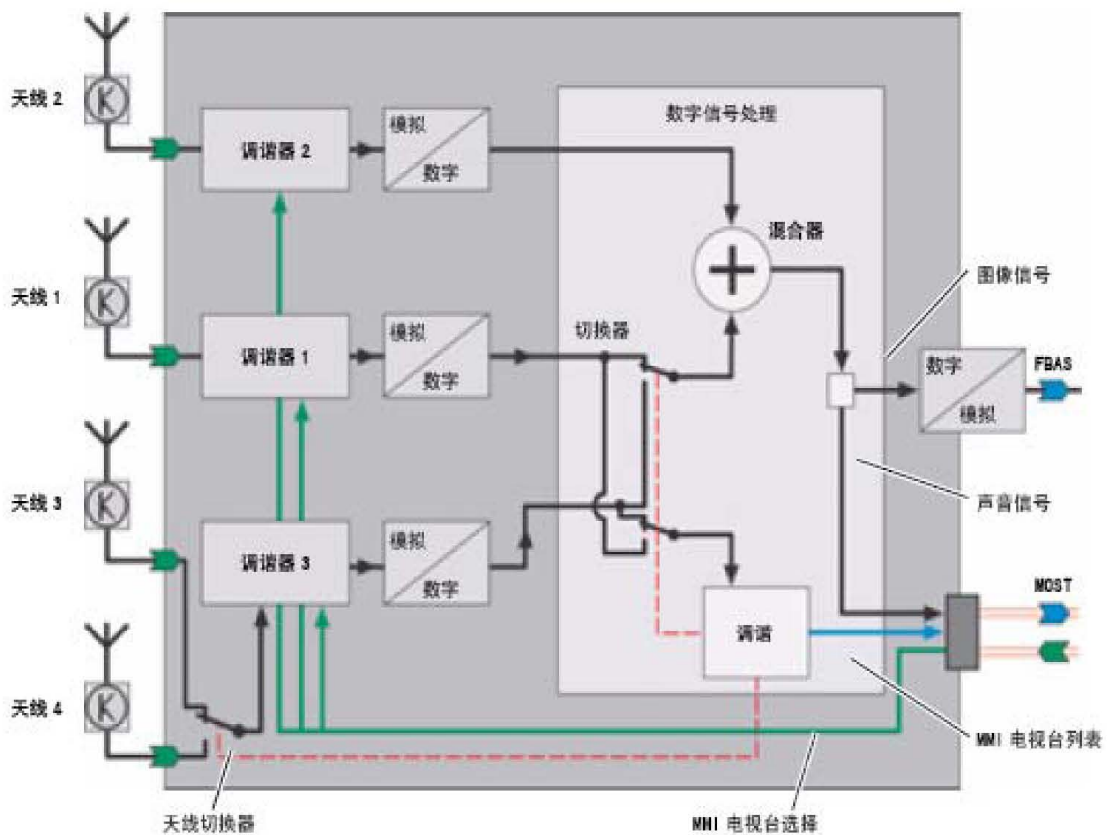 天线 2
调谐器 2
模拟
数字
数字信号处理
混合器
天线 1
调谐器 1
模拟
数字
切换器
图像信号
数字
模拟
FBAS
天线 3
调谐器 3
模拟
数字
声音信号
MOST
调谐
天线 4
MMI 电视台列表
天线切换器
MMI 电视台选择